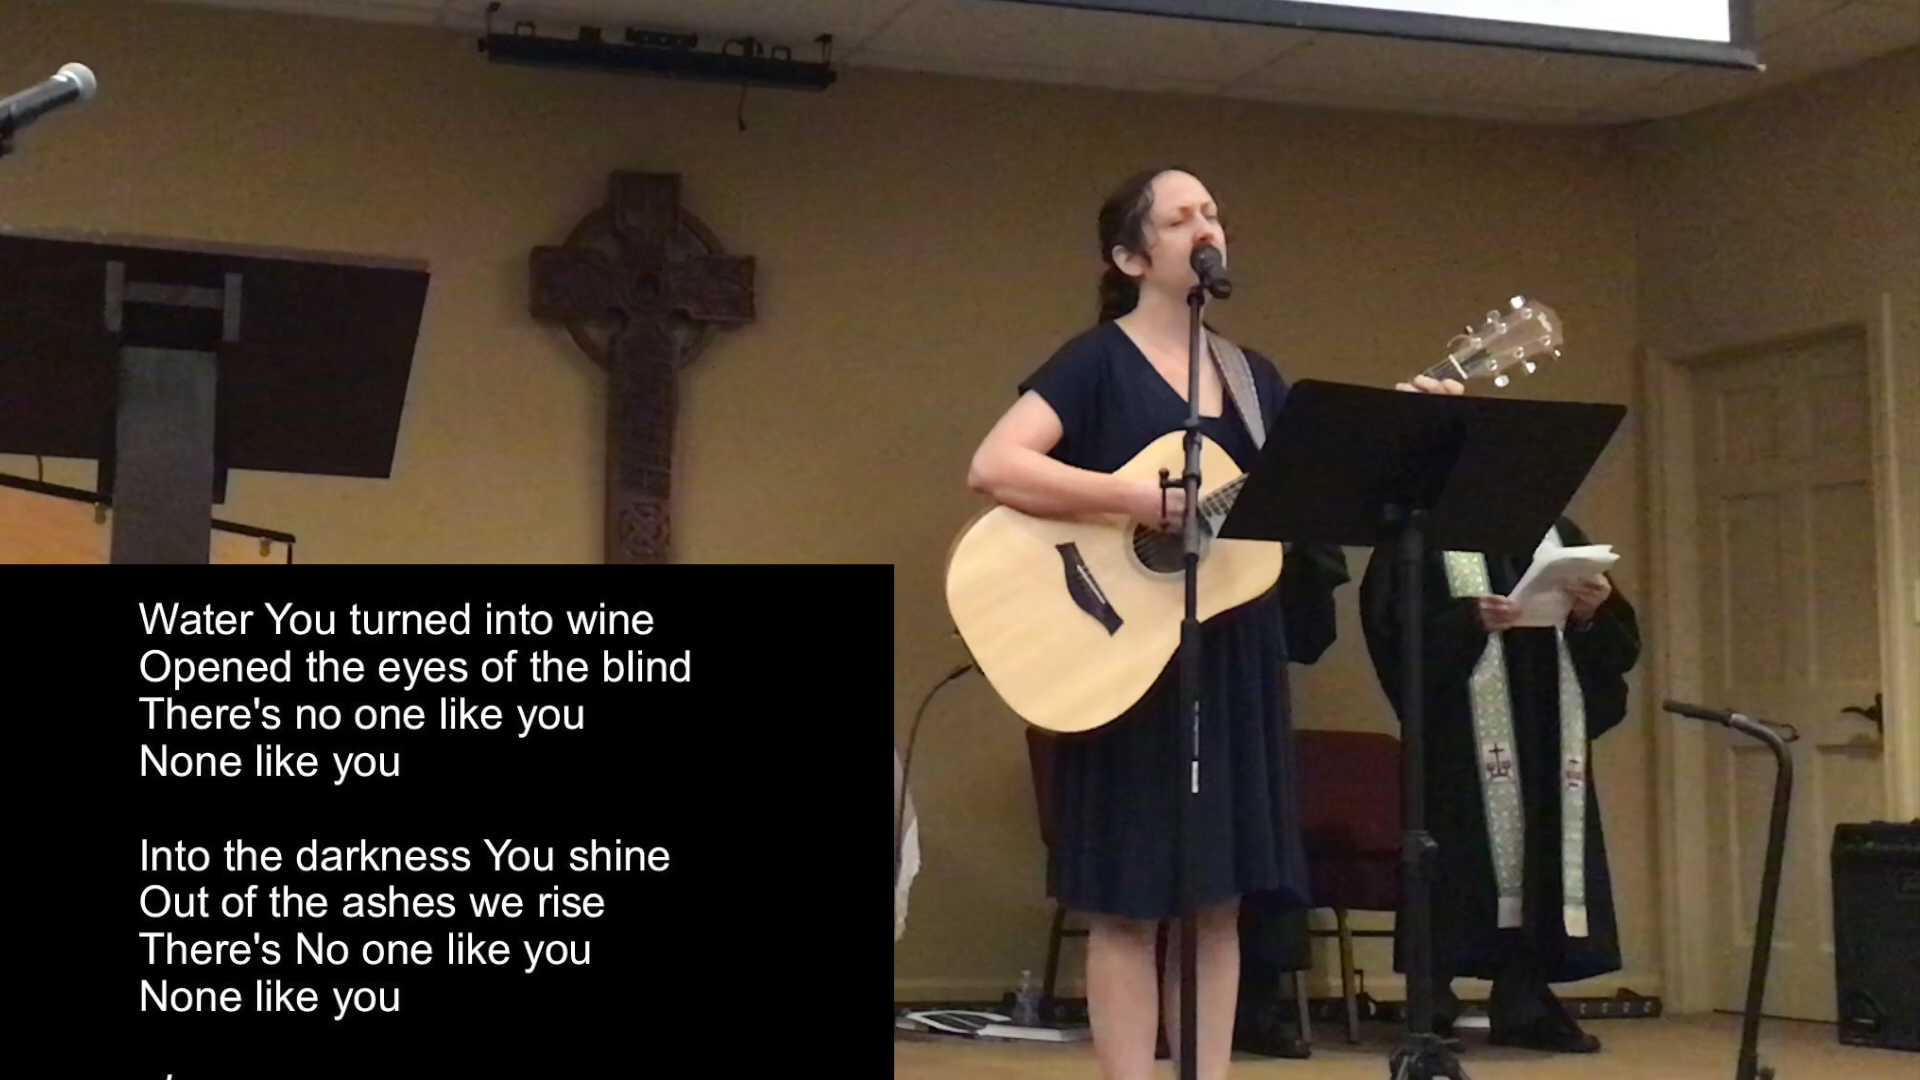 Water You turned into wine
Opened the eyes of the blind
There's no one like you
None like you
Into the darkness You shine
Out of the ashes we rise
There's No one like you
None like you